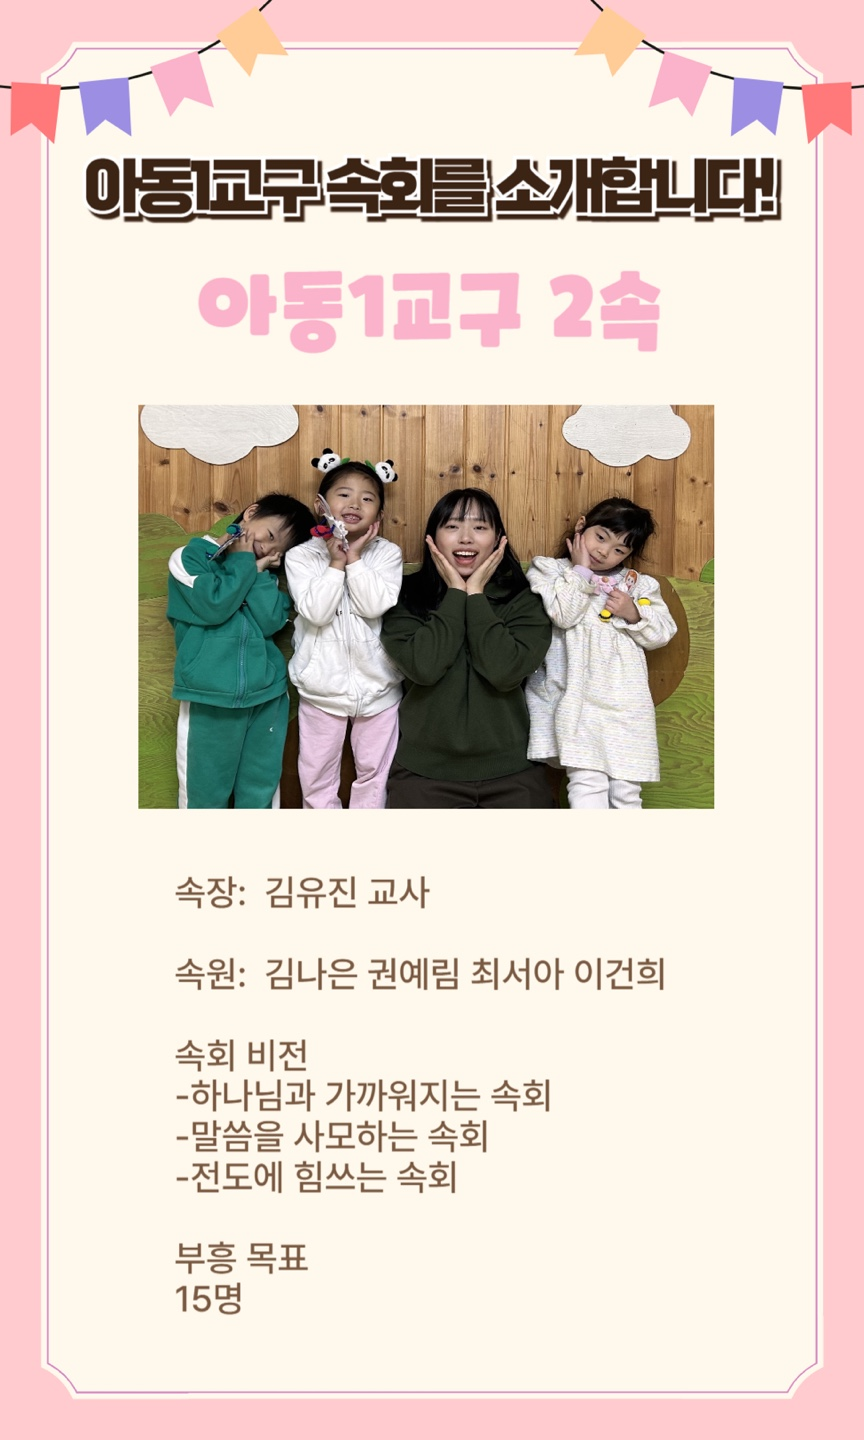 아동1교구 속회를 소개합니다!
아동1교구 2속
속장: 김유진 교사
속원: 김나은 권예림 최서아 이건희
속회 비전
-하나님과 가까워지는 속회
-말씀을 사모하는 속회
-전도에 힘쓰는 속회
부흥 목표
15명